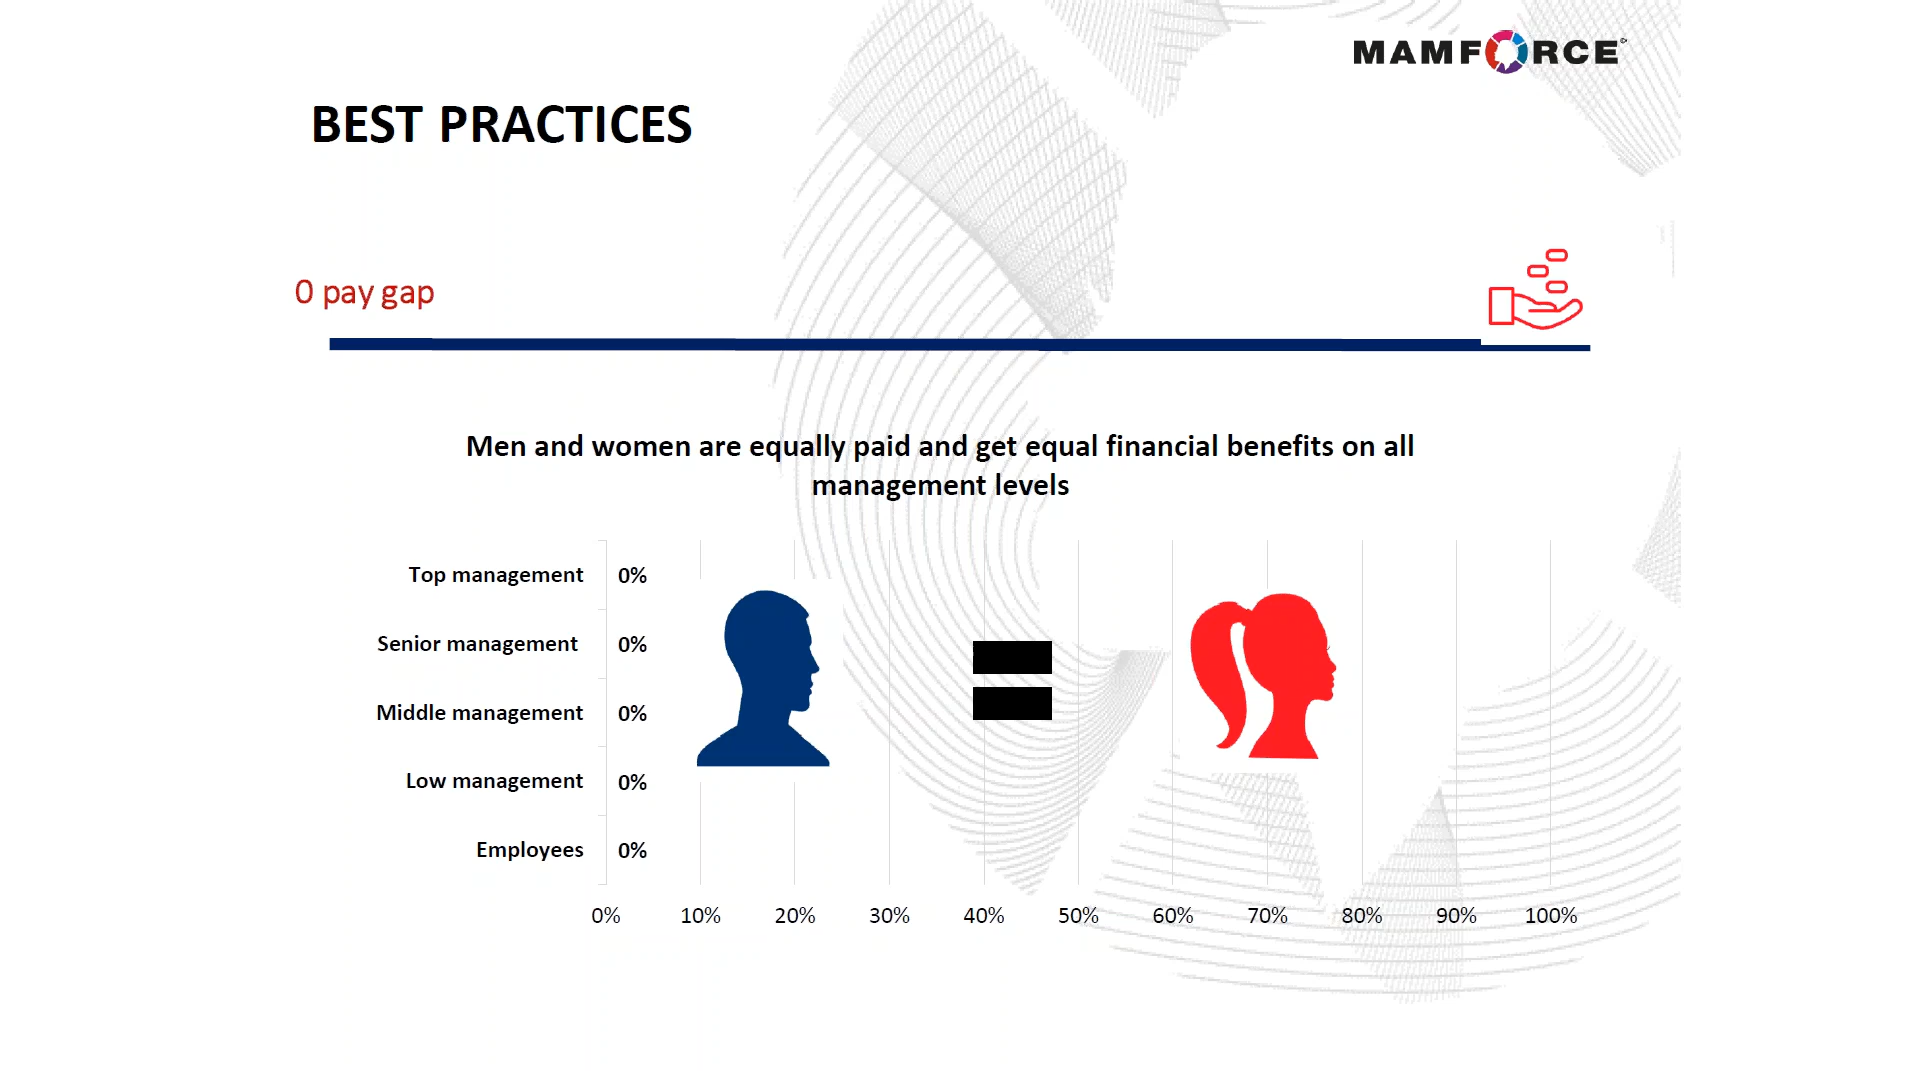 MAMFORCE
BEST PRACTICES
0 pay gap
Men and women are equally paid and get equal financial benefits on all
management levels
Top management 0%
Senior management 0%
Middle management 0%
Low management 0%
Employees 0%
0% 10% 20% 30% 40% 50% 60% 70% 80% 90% 100%